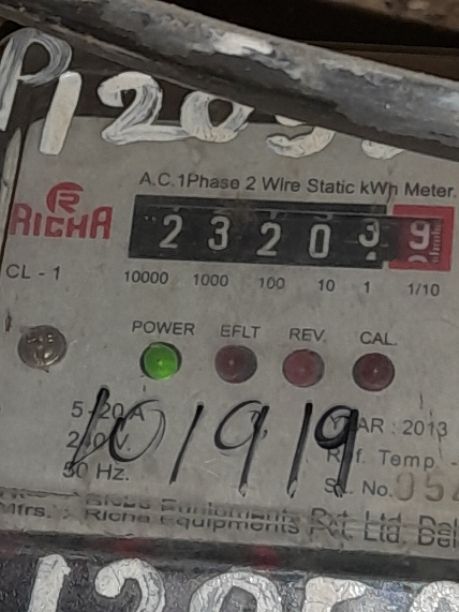 A.C.1Phase 2 Wire Static kWh Meter.
RICHA
2 3 2 0 3 9
CL - 1
10000 1000 100 10 1 1/10
POWER EFLT REV. CAL.
5-20A
240 V.
50 Hz.
10/9/19
YEAR : 2013
Ref. Temp
Sl. No.
Mfrs. : Richa Equipments Pvt. Ltd.